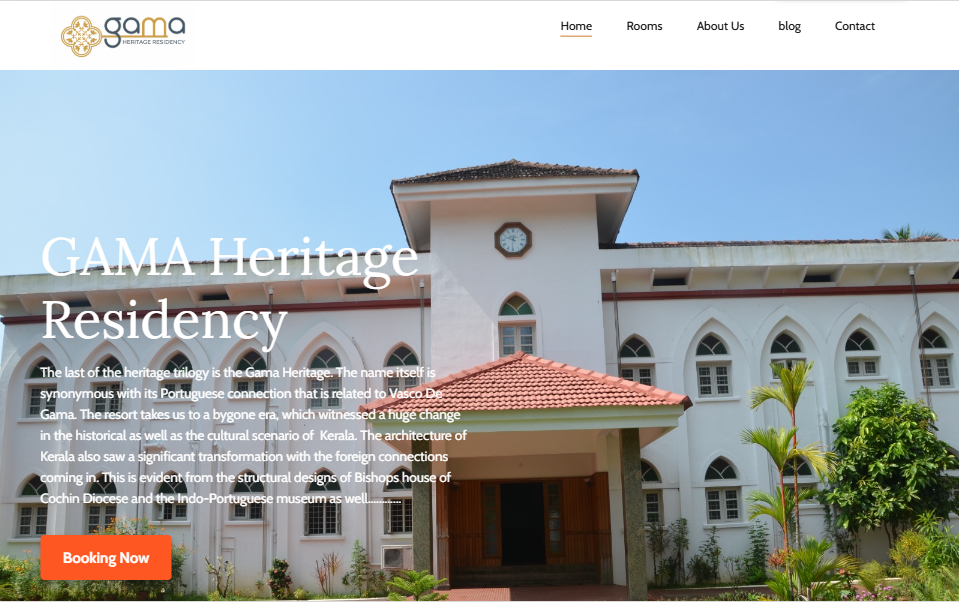 gama
HERITAGE RESIDENCY
Home Rooms About Us blog Contact
GAMA Heritage
Residency
The last of the heritage trilogy is the Gama Heritage. The name itself is
synonymous with its Portuguese connection that is related to Vasco De
Gama. The resort takes us to a bygone era, which witnessed a huge change
in the historical as well as the cultural scenario of Kerala. The architecture of
Kerala also saw a significant transformation with the foreign connections
coming in. This is evident from the structural designs of Bishops house of
Cochin Diocese and the Indo-Portuguese museum as well............
Booking Now